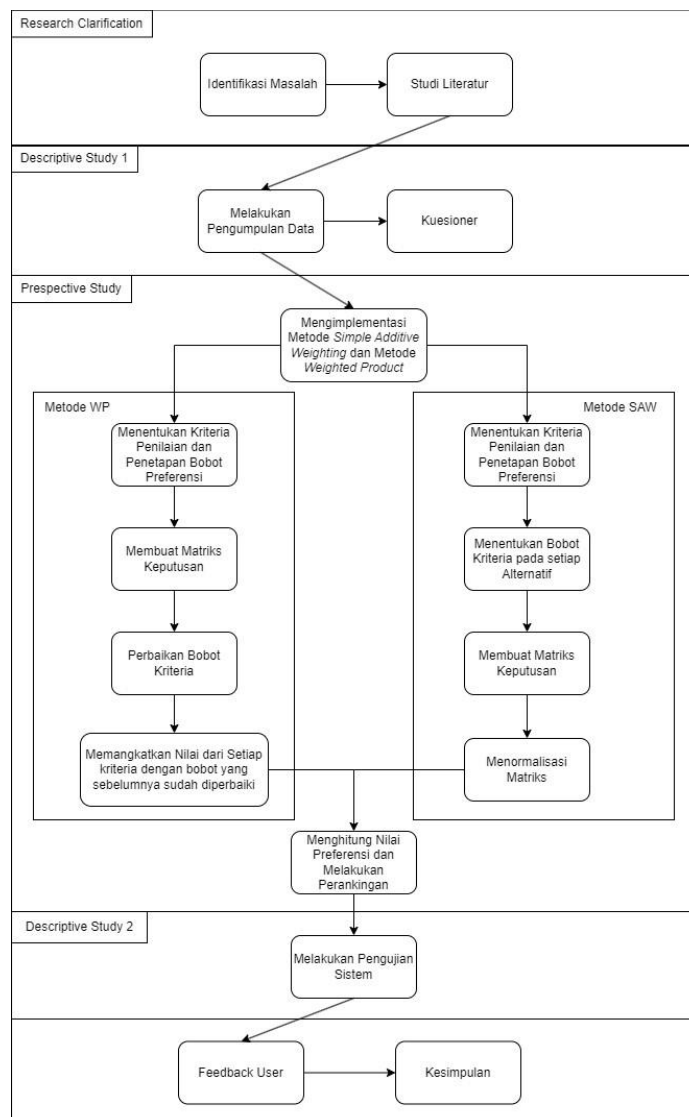 Research Clarification
Identifikasi Masalah
Studi Literatur
Descriptive Study 1
Melakukan
Pengumpulan Data
Kuesioner
Prespective Study
Mengimplementasi
Metode Simple Additive
Weighting dan Metode
Weighted Product
Metode WP
Menentukan Kriteria
Penilaian dan
Penetapan Bobot
Preferensi
Membuat Matriks
Keputusan
Perbaikan Bobot
Kriteria
Memangkatkan Nilai dari Setiap
kriteria dengan bobot yang
sebelumnya sudah diperbaiki
Metode SAW
Menentukan Kriteria
Penilaian dan
Penetapan Bobot
Preferensi
Menentukan Bobot
Kriteria pada setiap
Alternatif
Membuat Matriks
Keputusan
Menormalisasi
Matriks
Menghitung Nilai
Preferensi dan
Melakukan
Perankingan
Descriptive Study 2
Melakukan Pengujian
Sistem
Feedback User
Kesimpulan